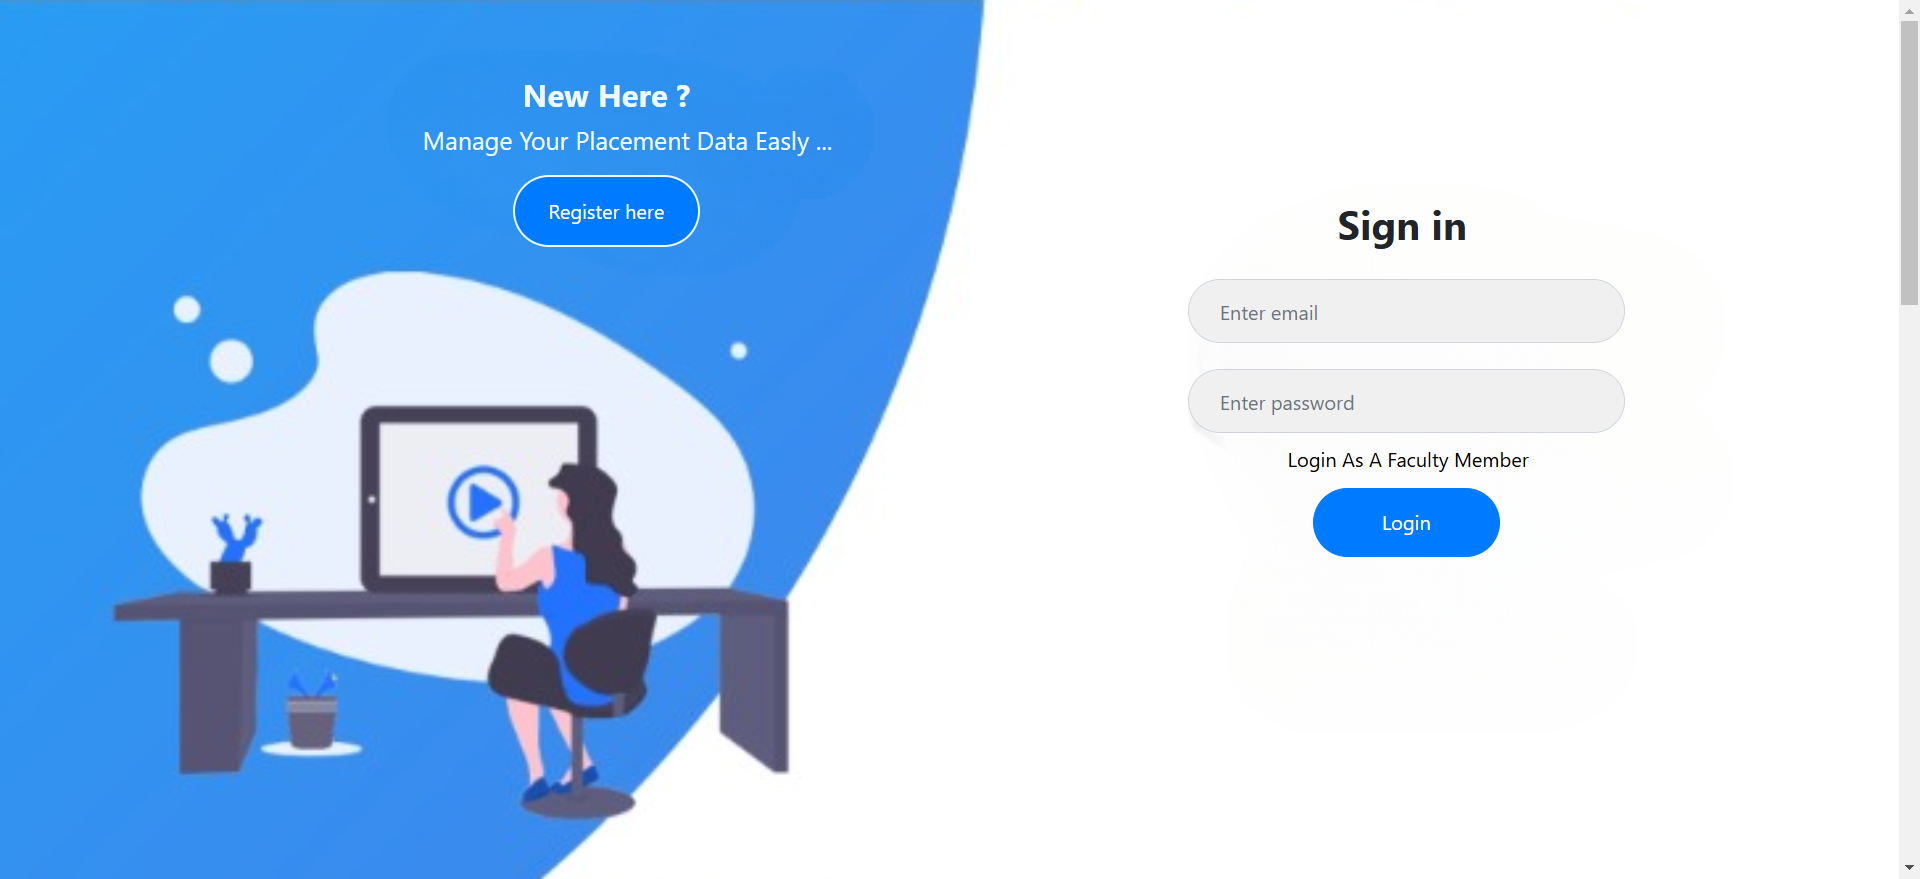 New Here ?
Manage Your Placement Data Easly ...
Register here
Sign in
Enter email
Enter password
Login As A Faculty Member
Login